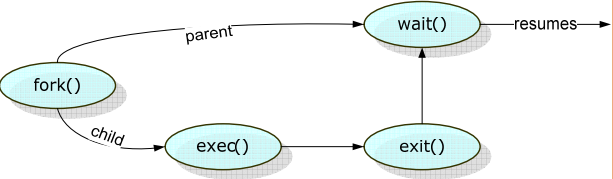 wait()
resumes
parent
fork()
child
exec()
exit()